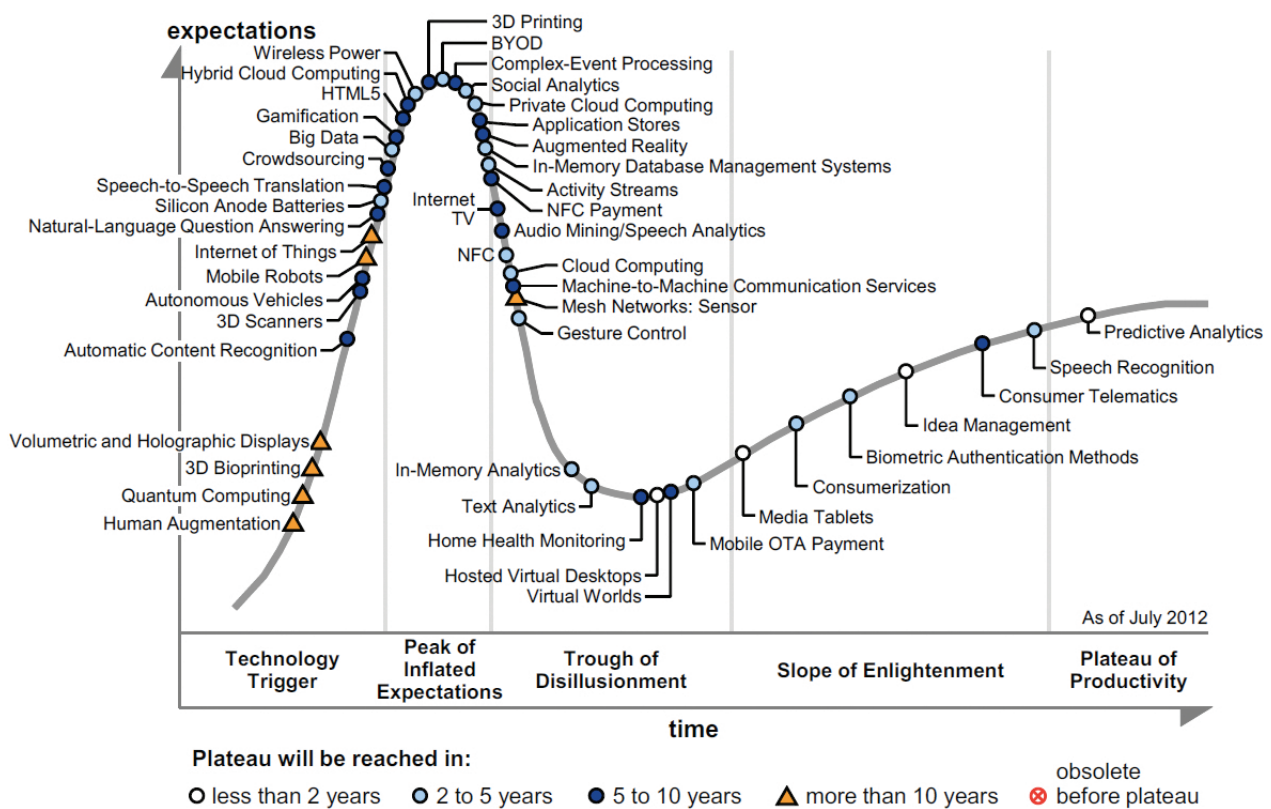 expectations
3D Printing
BYOD
Wireless Power
Complex-Event Processing
Hybrid Cloud Computing
Social Analytics
HTML5
Private Cloud Computing
Gamification
Application Stores
Big Data
Augmented Reality
Crowdsourcing
In-Memory Database Management Systems
Speech-to-Speech Translation
Activity Streams
Silicon Anode Batteries
NFC Payment
Natural-Language Question Answering
Internet
TV
Audio Mining/Speech Analytics
Internet of Things
NFC
Mobile Robots
Cloud Computing
Autonomous Vehicles
Machine-to-Machine Communication Services
3D Scanners
Mesh Networks: Sensor
Automatic Content Recognition
Gesture Control
Predictive Analytics
Speech Recognition
Consumer Telematics
Idea Management
Volumetric and Holographic Displays
Biometric Authentication Methods
3D Bioprinting
In-Memory Analytics
Consumerization
Quantum Computing
Text Analytics
Media Tablets
Human Augmentation
Home Health Monitoring
Mobile OTA Payment
Hosted Virtual Desktops
Virtual Worlds
As of July 2012
Technology
Trigger
Peak of
Inflated
Expectations
Trough of
Disillusionment
Slope of Enlightenment
Plateau of
Productivity
time
Plateau will be reached in:
less than 2 years
2 to 5 years
5 to 10 years
more than 10 years
obsolete
before plateau